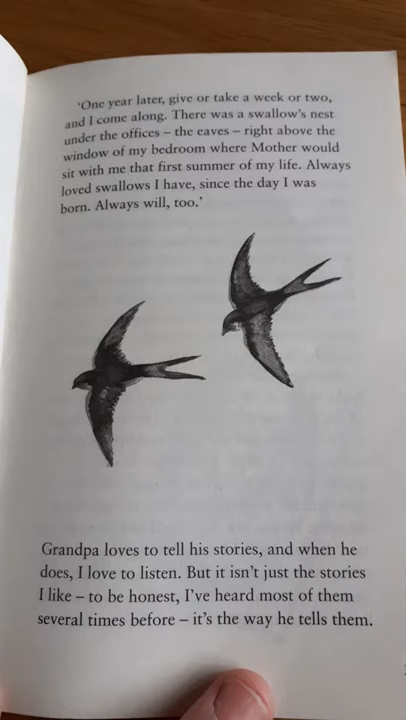 ‘One year later, give or take a week or two,
and I come along. There was a swallow’s nest
under the offices – the eaves – right above the
window of my bedroom where Mother would
sit with me that first summer of my life. Always
loved swallows I have, since the day I was
born. Always will, too.’
Grandpa loves to tell his stories, and when he
does, I love to listen. But it isn’t just the stories
I like – to be honest, I’ve heard most of them
several times before – it’s the way he tells them.